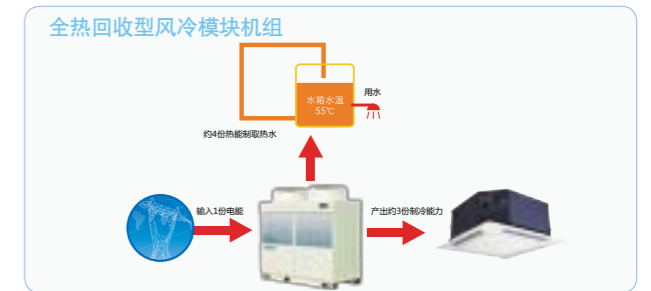 全热回收型风冷模块机组
水箱水温
55℃
用水
约4份热能制取热水
输入1份电能
产出约3份制冷能力